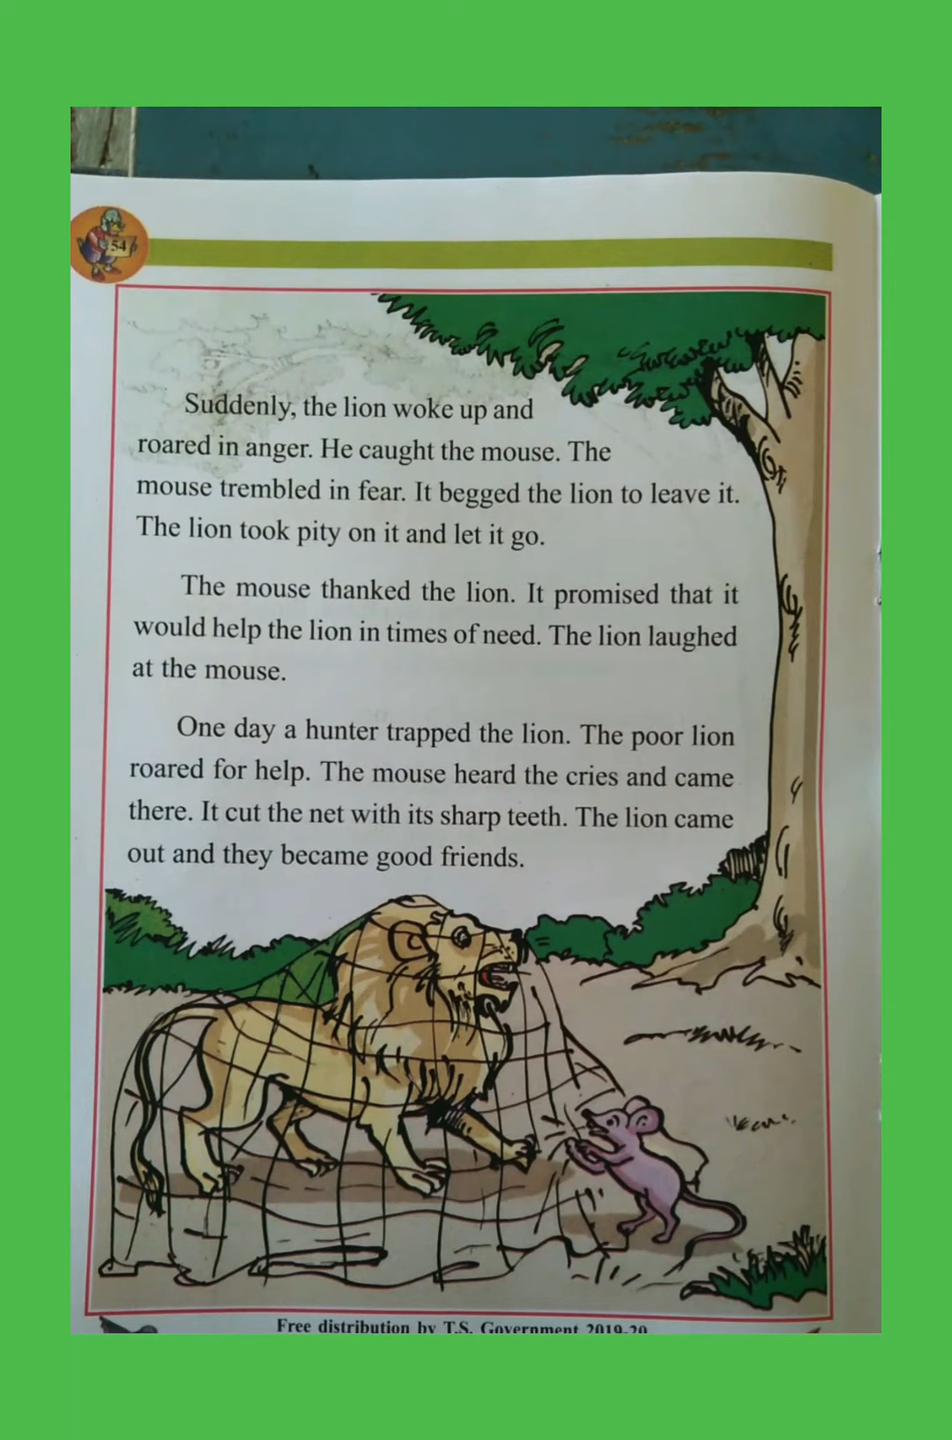 54
Suddenly, the lion woke up and
roared in anger. He caught the mouse. The
mouse trembled in fear. It begged the lion to leave it.
The lion took pity on it and let it go.
The mouse thanked the lion. It promised that it
would help the lion in times of need. The lion laughed
at the mouse.
One day a hunter trapped the lion. The poor lion
roared for help. The mouse heard the cries and came
there. It cut the net with its sharp teeth. The lion came
out and they became good friends.
Free distribution by T.S. Government 2019-20